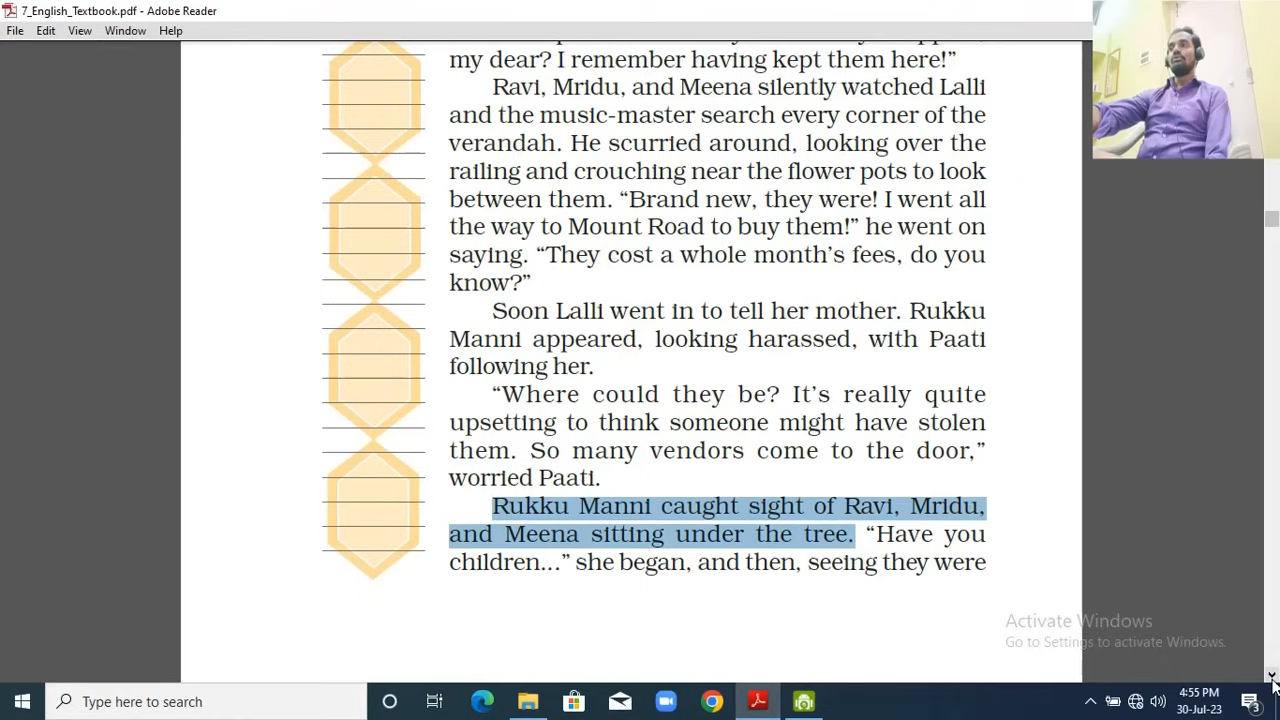 7_English_Textbook.pdf - Adobe Reader
File Edit View Window Help
my dear? I remember having kept them here!”
Ravi, Mridu, and Meena silently watched Lalli
and the music-master search every corner of the
verandah. He scurried around, looking over the
railing and crouching near the flower pots to look
between them. “Brand new, they were! I went all
the way to Mount Road to buy them!” he went on
saying. “They cost a whole month’s fees, do you
know?”
Soon Lalli went in to tell her mother. Rukku
Manni appeared, looking harassed, with Paati
following her.
“Where could they be? It’s really quite
upsetting to think someone might have stolen
them. So many vendors come to the door,”
worried Paati.
Rukku Manni caught sight of Ravi, Mridu,
and Meena sitting under the tree. “Have you
children...” she began, and then, seeing they were
Activate Windows
Go to Settings to activate Windows.
Type here to search
4:55 PM
30-Jul-23
3